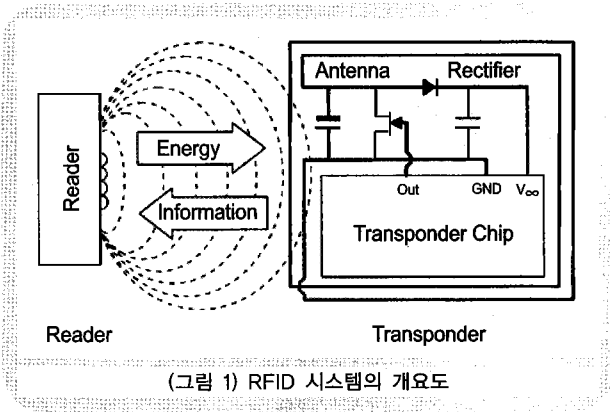 Antenna Rectifier
Reader
Energy
Information
Out GND V∞
Transponder Chip
Reader Transponder
(그림 1) RFID 시스템의 개요도